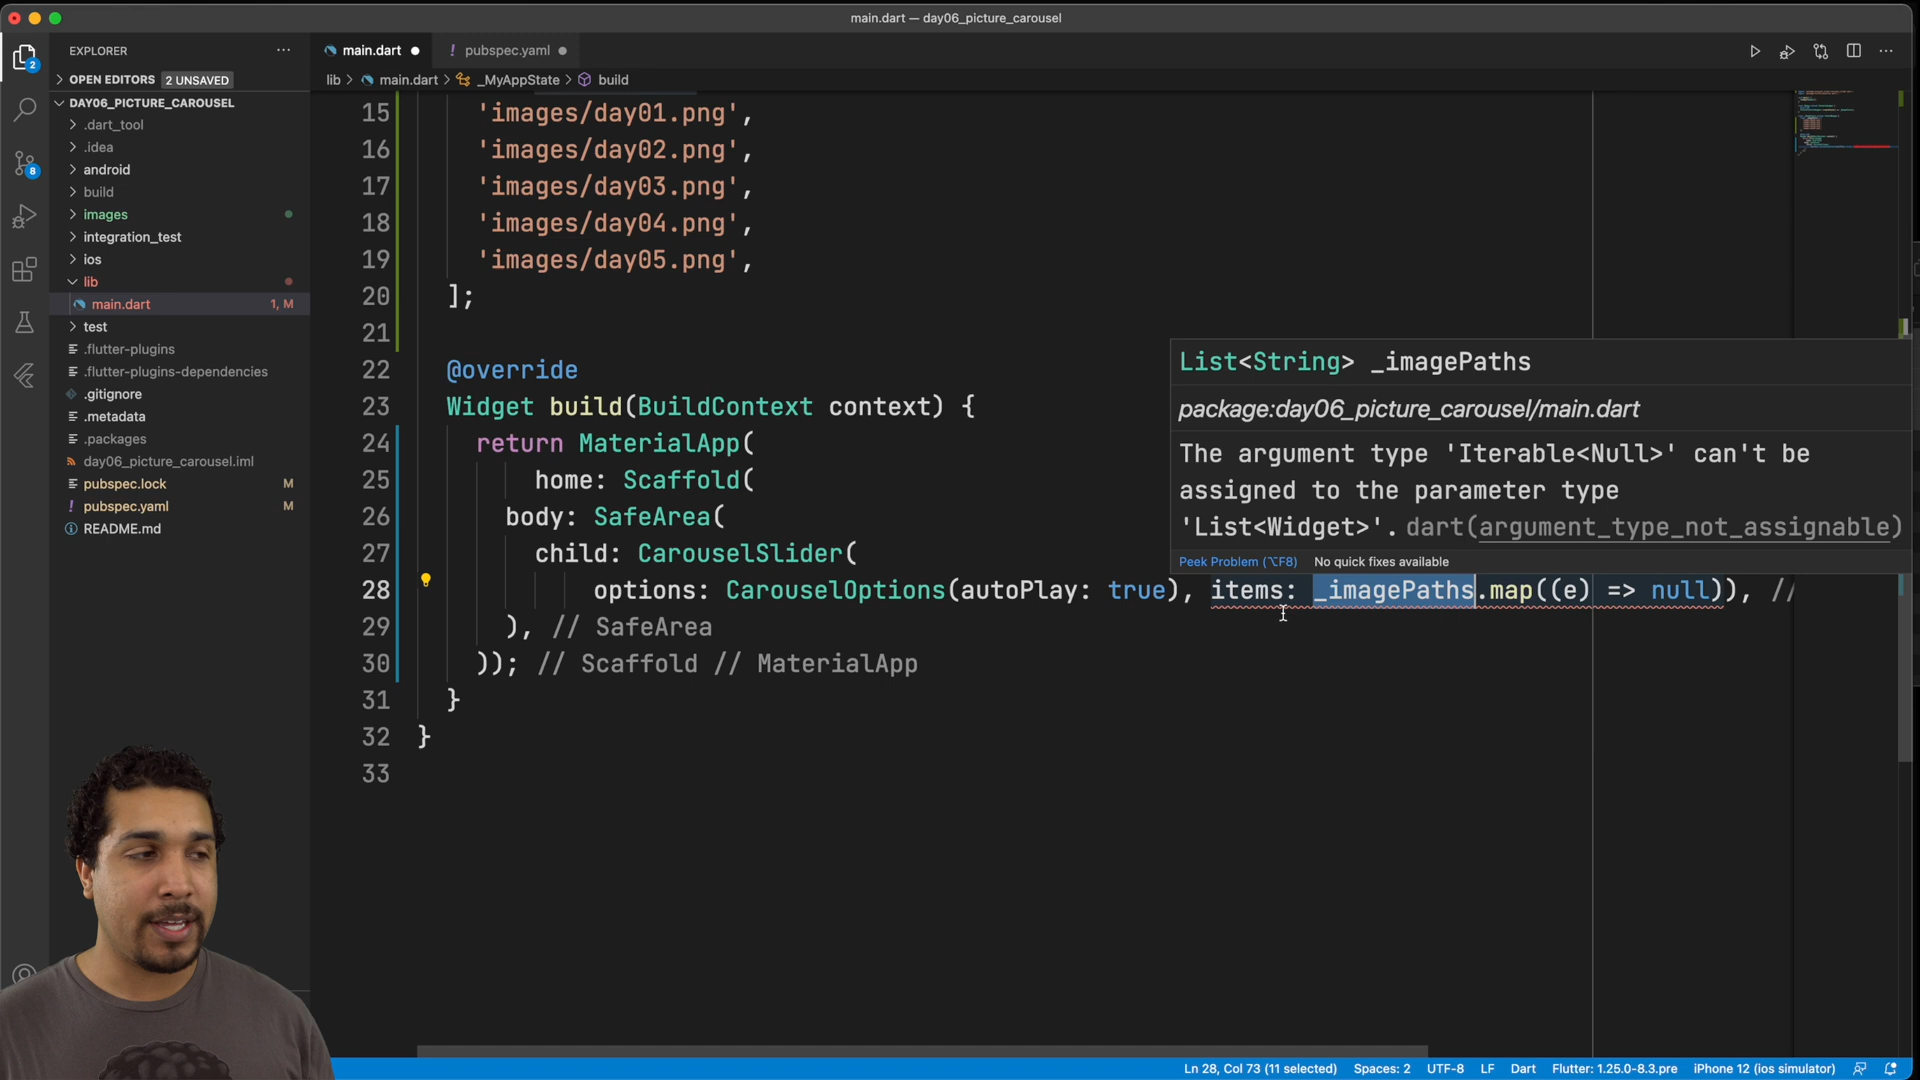 main.dart — day06_picture_carousel
EXPLORER
main.dart
pubspec.yaml
OPEN EDITORS 2 UNSAVED
lib > main.dart > _MyAppState > build
DAY06_PICTURE_CAROUSEL
.dart_tool
.idea
android
build
images
integration_test
ios
lib
main.dart 1, M
test
.flutter-plugins
.flutter-plugins-dependencies
.gitignore
.metadata
.packages
day06_picture_carousel.iml
pubspec.lock M
pubspec.yaml M
README.md
2
8
15 'images/day01.png',
16 'images/day02.png',
17 'images/day03.png',
18 'images/day04.png',
19 'images/day05.png',
20 ];
21
22 @override
23 Widget build(BuildContext context) {
24 return MaterialApp(
25 home: Scaffold(
26 body: SafeArea(
27 child: CarouselSlider(
28 options: CarouselOptions(autoPlay: true), items: _imagePaths.map((e) => null)), //
29 ), // SafeArea
30 )); // Scaffold // MaterialApp
31 }
32 }
33
List<String> _imagePaths
package:day06_picture_carousel/main.dart
The argument type 'Iterable<Null>' can't be
assigned to the parameter type
'List<Widget>'. dart(argument_type_not_assignable)
Peek Problem (⌥F8) No quick fixes available
Ln 28, Col 73 (11 selected) Spaces: 2 UTF-8 LF Dart Flutter: 1.25.0-8.3.pre iPhone 12 (ios simulator)